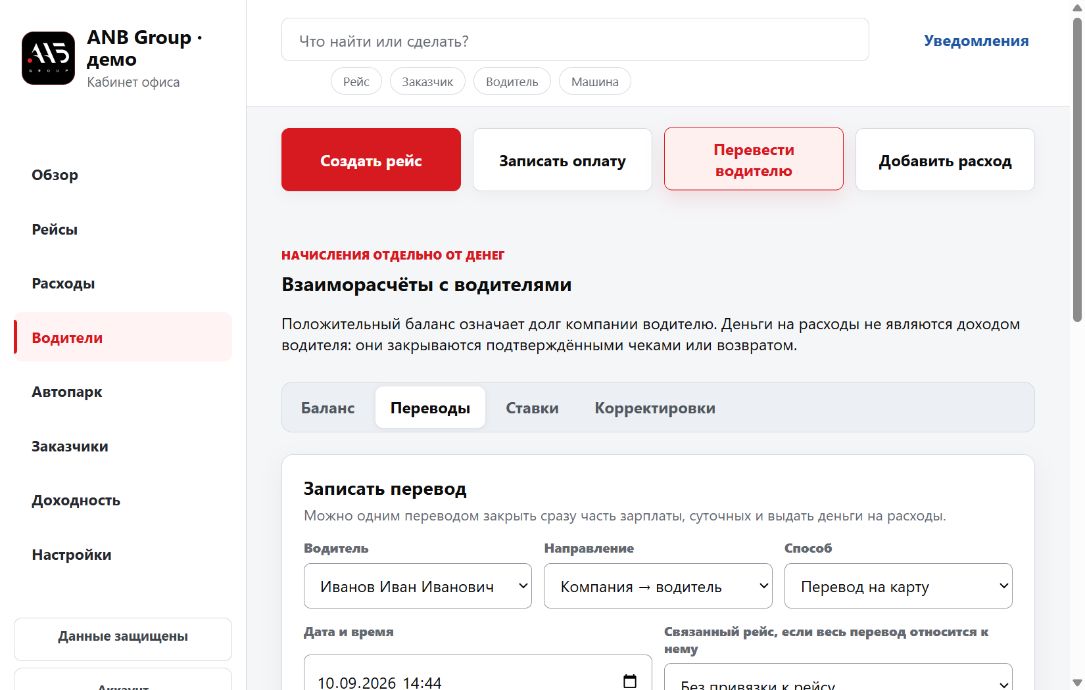 ANB Group ·
демо
Кабинет офиса
Обзор
Рейсы
Расходы
Водители
Автопарк
Заказчики
Доходность
Настройки
Данные защищены
Аккаунт
Что найти или сделать?
Уведомления
Рейс
Заказчик
Водитель
Машина
Создать рейс
Записать оплату
Перевести
водителю
Добавить расход
НАЧИСЛЕНИЯ ОТДЕЛЬНО ОТ ДЕНЕГ
Взаиморасчёты с водителями
Положительный баланс означает долг компании водителю. Деньги на расходы не являются доходом
водителя: они закрываются подтверждёнными чеками или возвратом.
Баланс
Переводы
Ставки
Корректировки
Записать перевод
Можно одним переводом закрыть сразу часть зарплаты, суточных и выдать деньги на расходы.
Водитель
Направление
Способ
Иванов Иван Иванович
Компания → водитель
Перевод на карту
Дата и время
Связанный рейс, если весь перевод относится к
нему
10.09.2026 14:44
Без привязки к рейсу